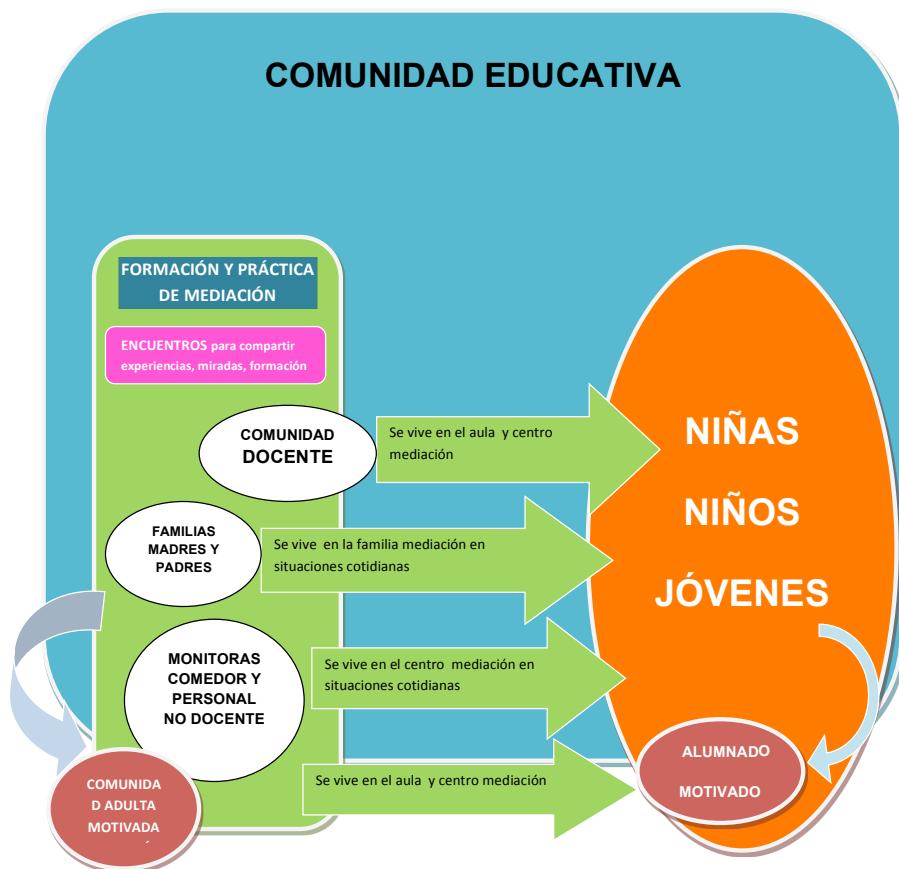 COMUNIDAD EDUCATIVA
FORMACIÓN Y PRÁCTICA
DE MEDIACIÓN
ENCUENTROS para compartir
experiencias, miradas, formación
COMUNIDAD
DOCENTE
Se vive en el aula y centro
mediación
FAMILIAS
MADRES Y
PADRES
Se vive en la familia mediación en
situaciones cotidianas
MONITORAS
COMEDOR Y
PERSONAL
NO DOCENTE
Se vive en el centro mediación en
situaciones cotidianas
COMUNIDA
D ADULTA
MOTIVADA
Se vive en el aula y centro mediación
NIÑAS
NIÑOS
JÓVENES
ALUMNADO
MOTIVADO